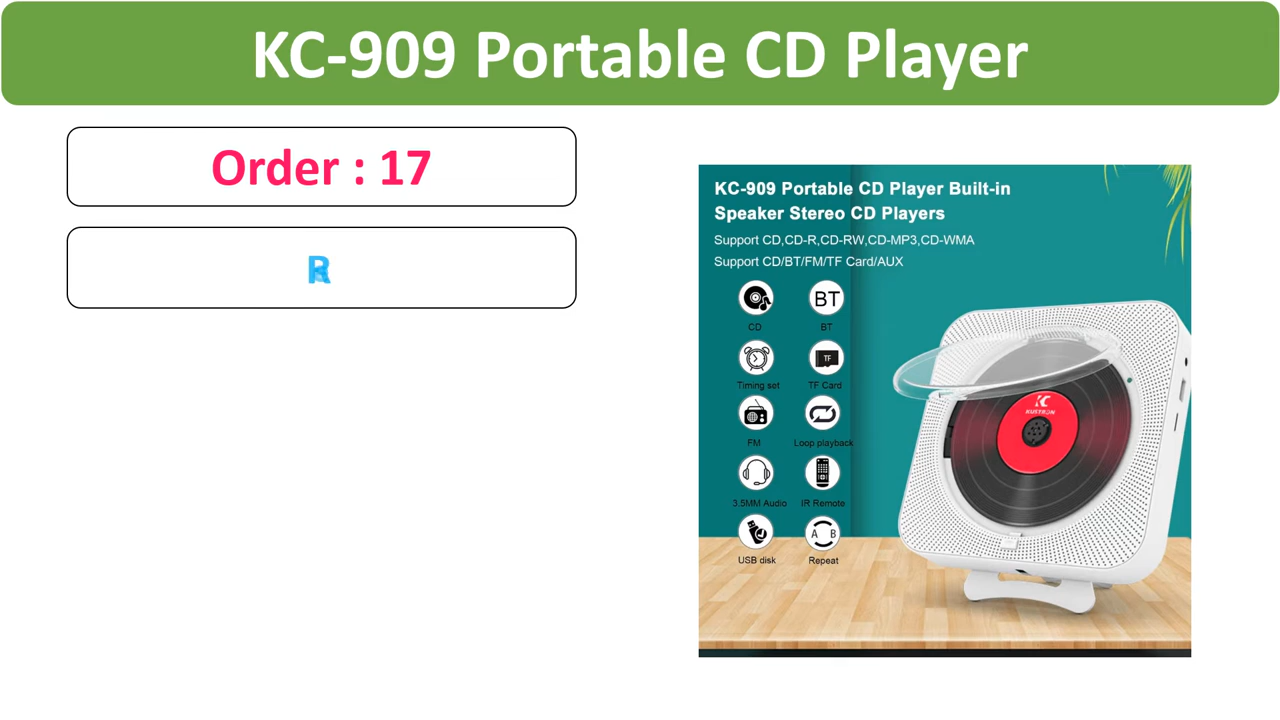 KC-909 Portable CD Player
Order : 17
KC-909 Portable CD Player Built-in
Speaker Stereo CD Players
Support CD,CD-R,CD-RW,CD-MP3,CD-WMA
Support CD/BT/FM/TF Card/AUX
BT
CD
BT
TF
Timing set
TF Card
FM
Loop playback
3.5MM Audio
IR Remote
A B
USB disk
Repeat
KC
KUSTRON